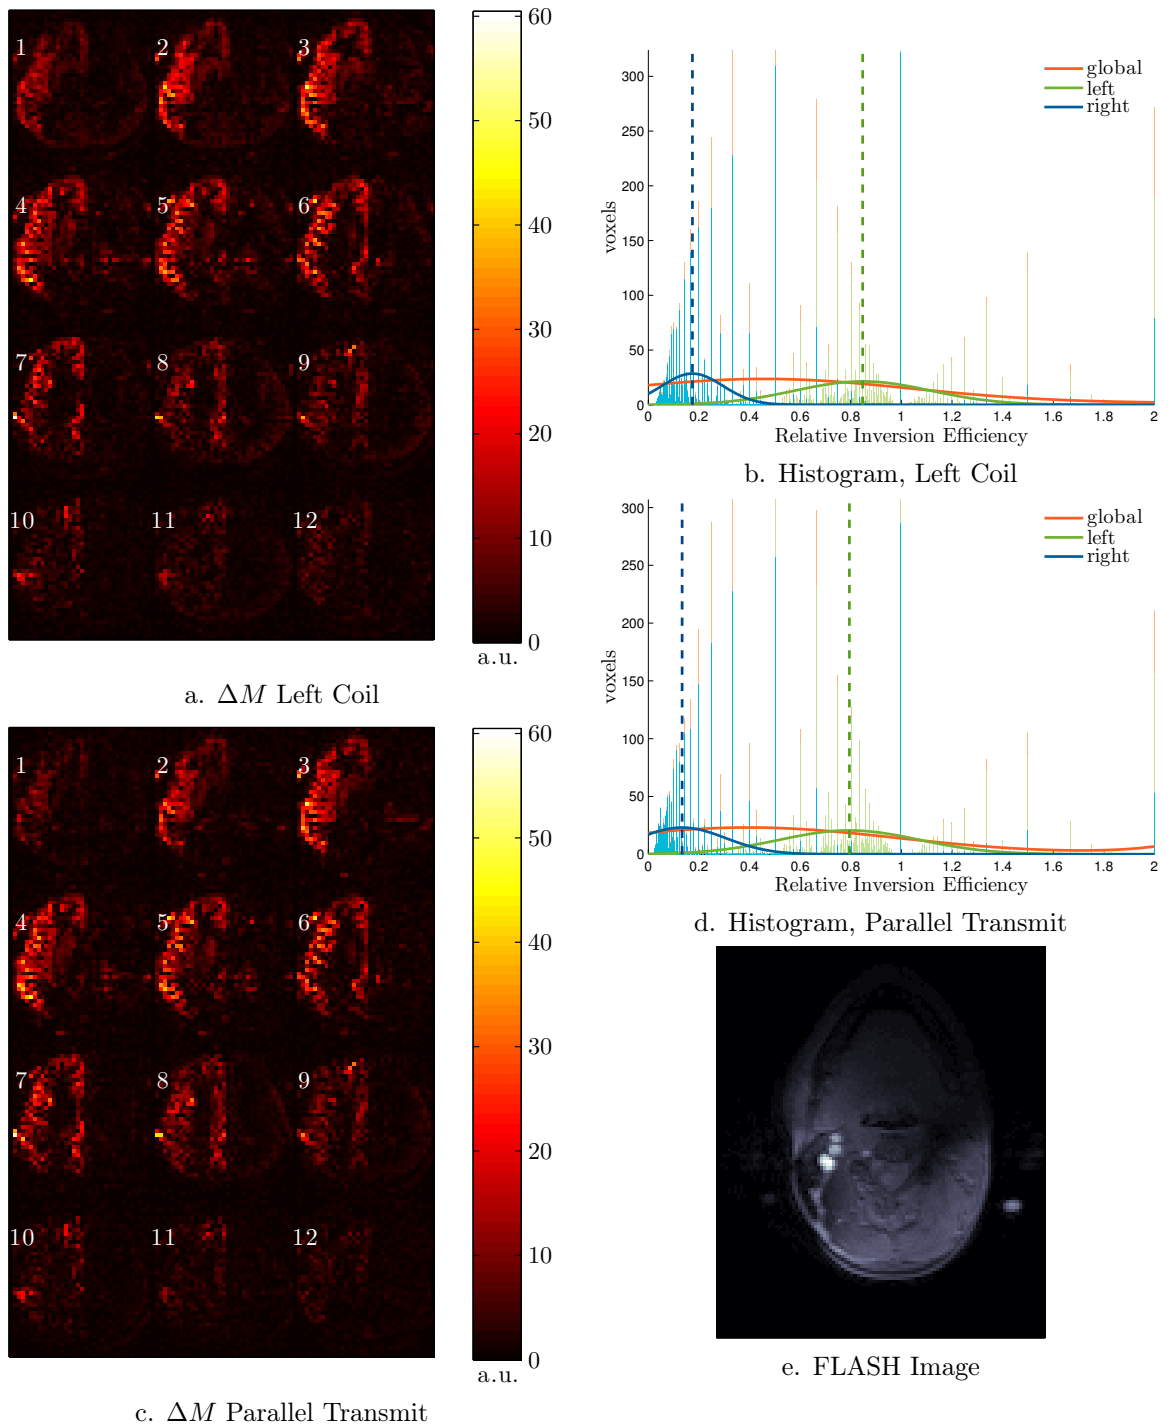 1 2 3
4 5 6
7 8 9
10 11 12
60
50
40
30
20
10
0
a.u.
a. ΔM Left Coil
300
250
200
150
100
50
0
voxels
global
left
right
0 0.2 0.4 0.6 0.8 1 1.2 1.4 1.6 1.8 2
Relative Inversion Efficiency
b. Histogram, Left Coil
1 2 3
4 5 6
7 8 9
10 11 12
60
50
40
30
20
10
0
a.u.
c. ΔM Parallel Transmit
300
250
200
150
100
50
0
voxels
global
left
right
0 0.2 0.4 0.6 0.8 1 1.2 1.4 1.6 1.8 2
Relative Inversion Efficiency
d. Histogram, Parallel Transmit
e. FLASH Image